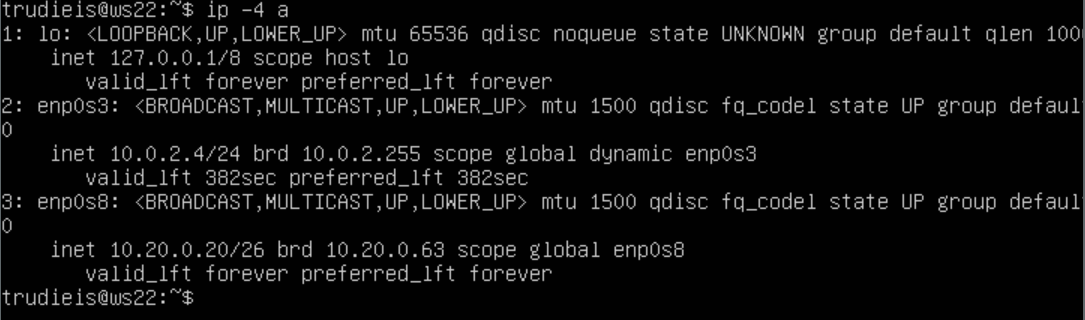 trudieis@ws22:~$ ip -4 a
1: lo: <LOOPBACK,UP,LOWER_UP> mtu 65536 qdisc noqueue state UNKNOWN group default qlen 1000
    inet 127.0.0.1/8 scope host lo
       valid_lft forever preferred_lft forever
2: enp0s3: <BROADCAST,MULTICAST,UP,LOWER_UP> mtu 1500 qdisc fq_codel state UP group defaul
0
    inet 10.0.2.4/24 brd 10.0.2.255 scope global dynamic enp0s3
       valid_lft 382sec preferred_lft 382sec
3: enp0s8: <BROADCAST,MULTICAST,UP,LOWER_UP> mtu 1500 qdisc fq_codel state UP group defaul
0
    inet 10.20.0.20/26 brd 10.20.0.63 scope global enp0s8
       valid_lft forever preferred_lft forever
trudieis@ws22:~$